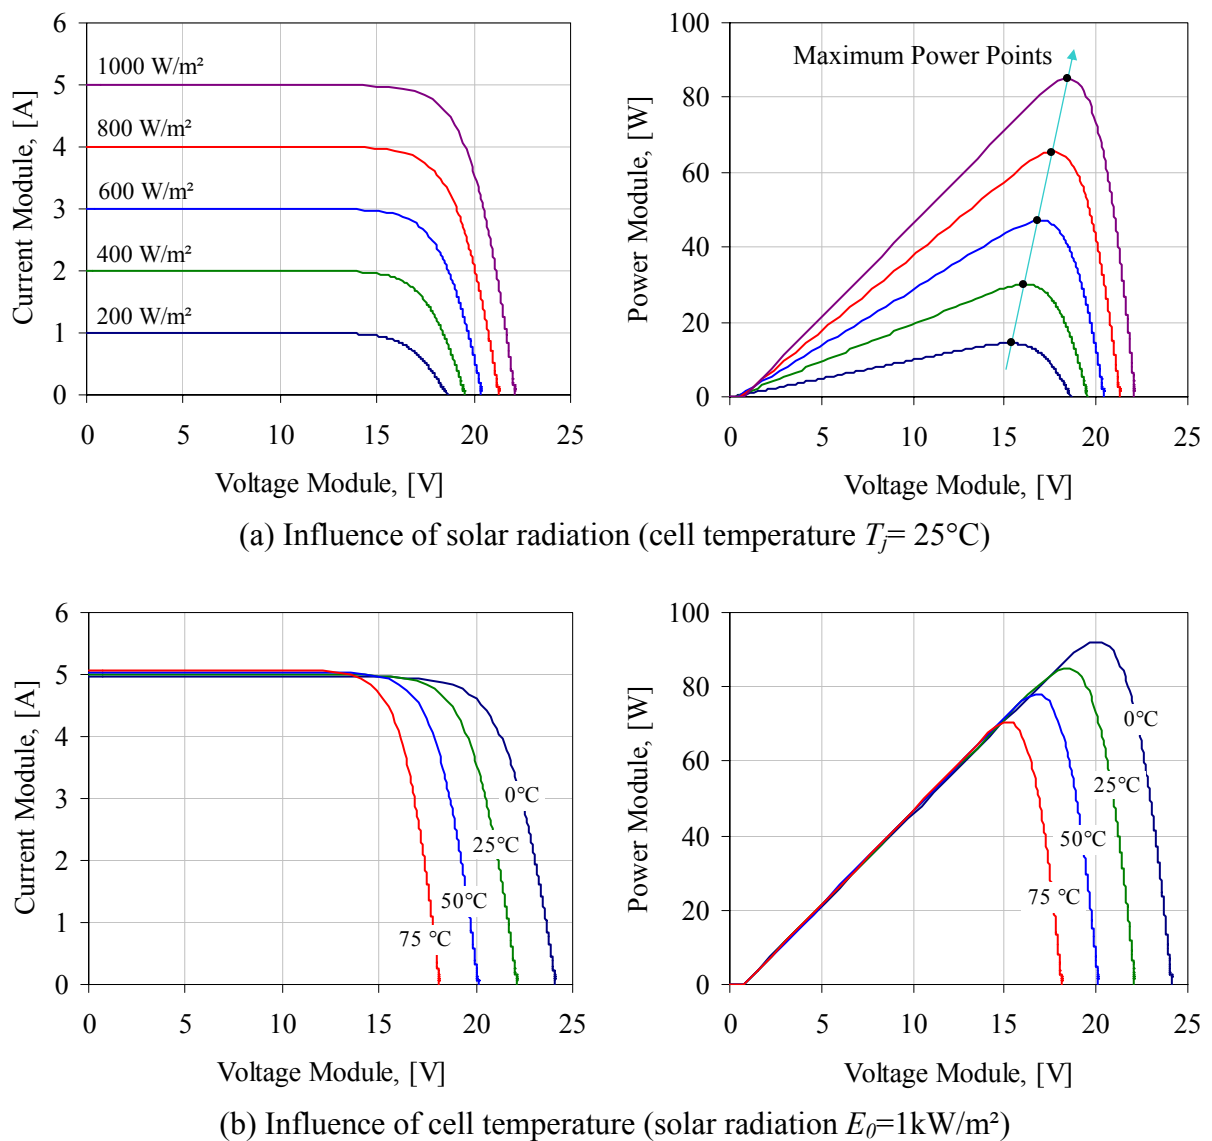 6
5
4
3
2
1
0
Current Module, [A]
1000 W/m²
800 W/m²
600 W/m²
400 W/m²
200 W/m²
0 5 10 15 20 25
Voltage Module, [V]
100
80
60
40
20
0
Power Module, [W]
Maximum Power Points
0 5 10 15 20 25
Voltage Module, [V]
(a) Influence of solar radiation (cell temperature Tj= 25°C)
6
5
4
3
2
1
0
Current Module, [A]
0°C
25°C
50°C
75 °C
0 5 10 15 20 25
Voltage Module, [V]
100
80
60
40
20
0
Power Module, [W]
0°C
25°C
50°C
75 °C
0 5 10 15 20 25
Voltage Module, [V]
(b) Influence of cell temperature (solar radiation E0=1kW/m²)